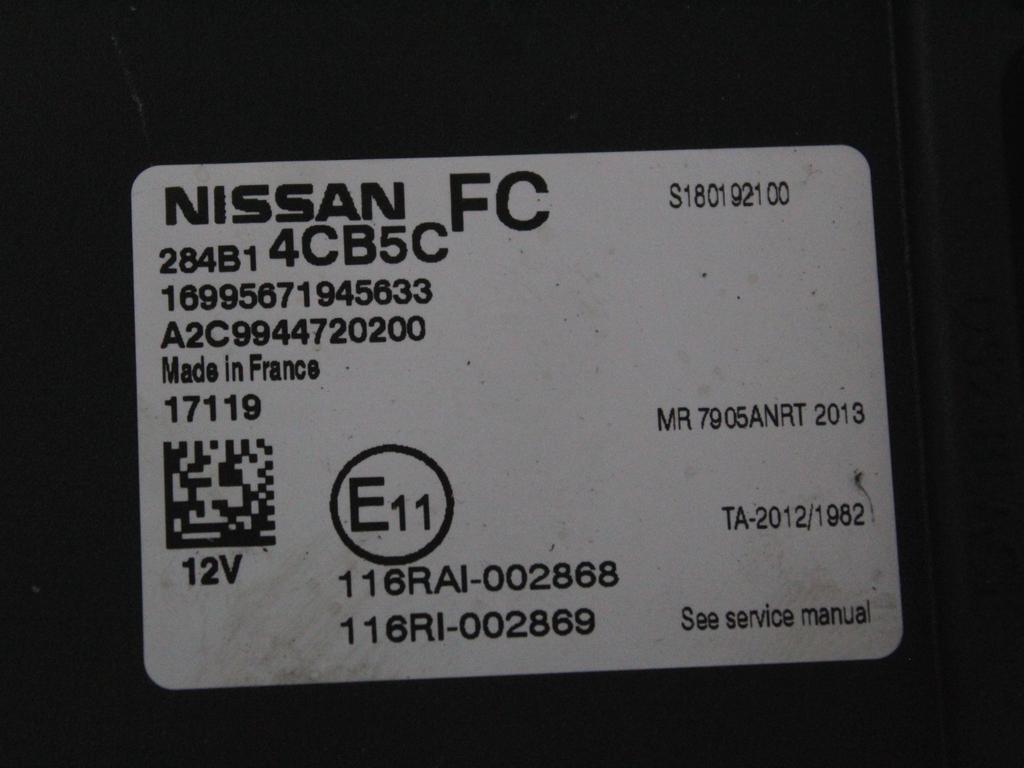 NISSAN FC
S180192100
284B1 4CB5C
16995671945633
A2C9944720200
Made in France
17119
MR 7905ANRT 2013
E11
TA-2012/1982
12V
116RAI-002868
116RI-002869
See service manual